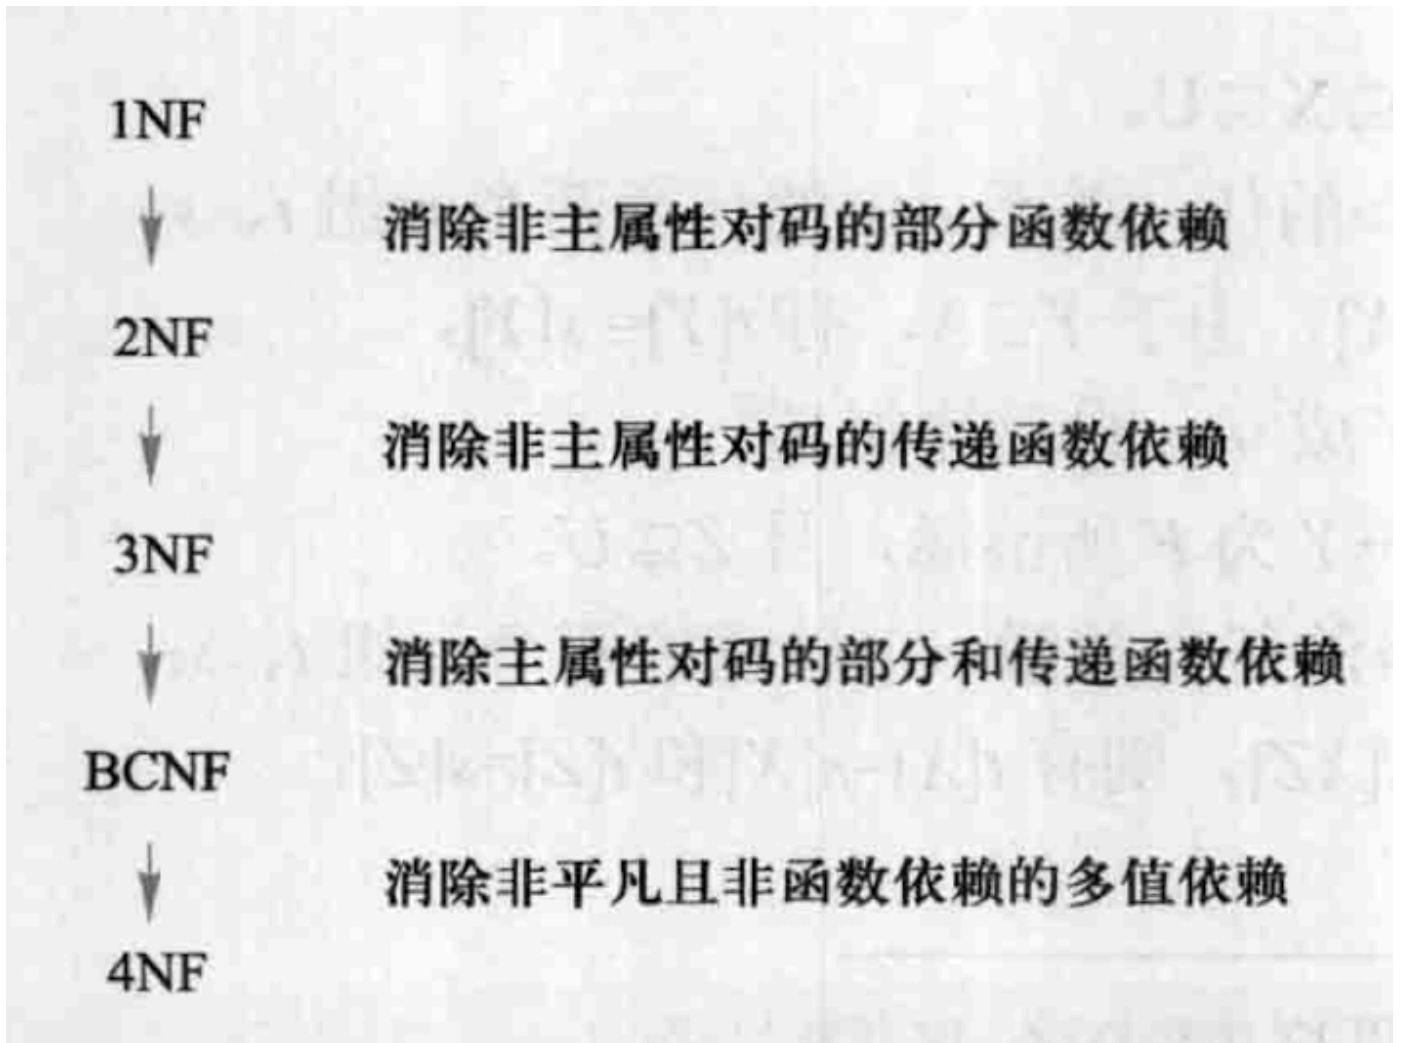 1NF
消除非主属性对码的部分函数依赖
2NF
消除非主属性对码的传递函数依赖
3NF
消除主属性对码的部分和传递函数依赖
BCNF
消除非平凡且非函数依赖的多值依赖
4NF